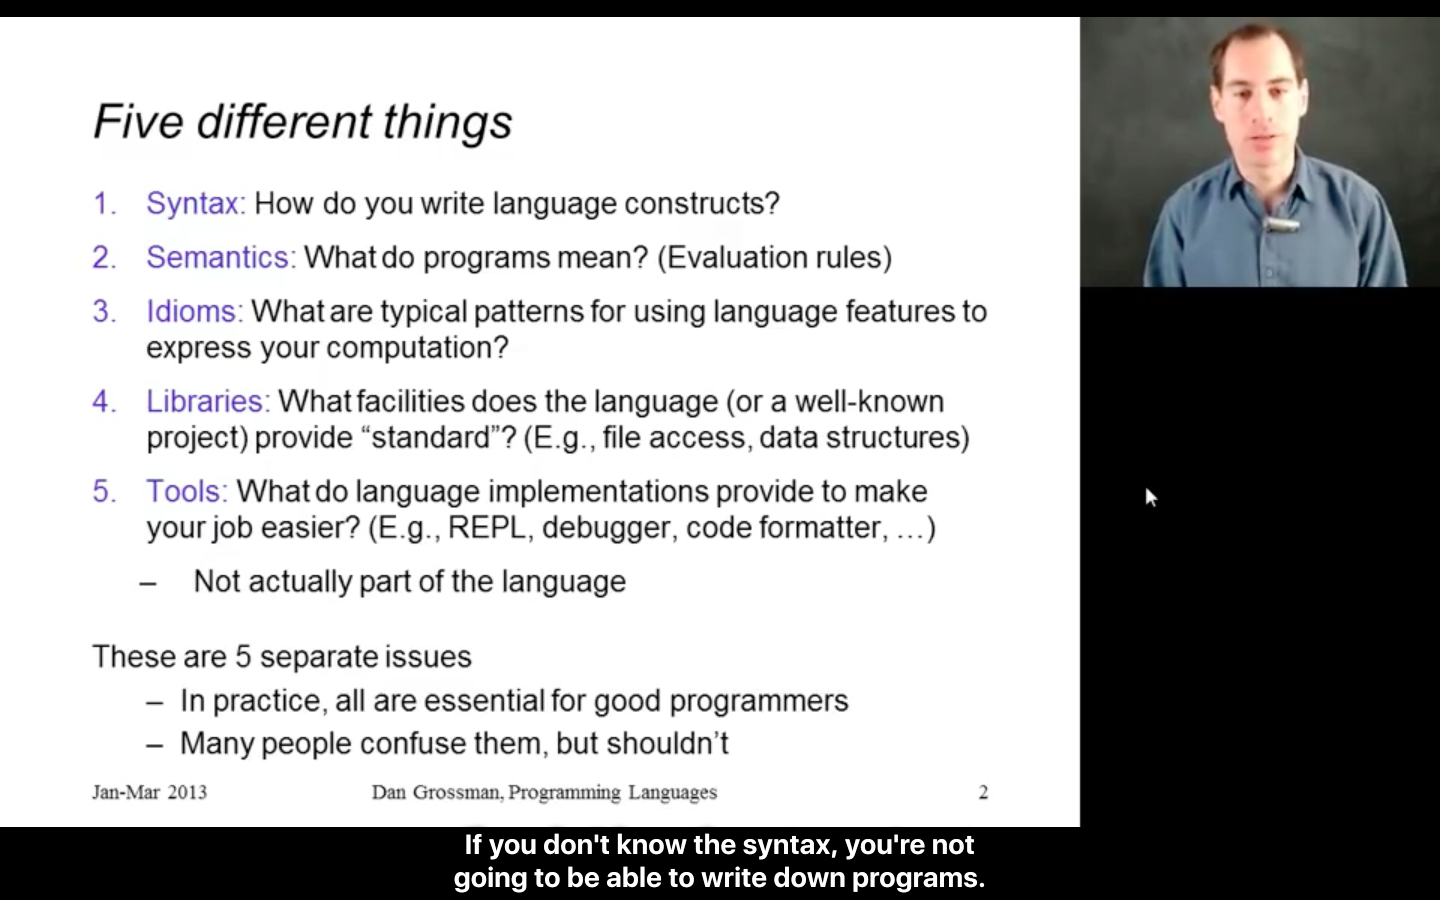 Five different things
1. Syntax: How do you write language constructs?
2. Semantics: What do programs mean? (Evaluation rules)
3. Idioms: What are typical patterns for using language features to
express your computation?
4. Libraries: What facilities does the language (or a well-known
project) provide “standard”? (E.g., file access, data structures)
5. Tools: What do language implementations provide to make
your job easier? (E.g., REPL, debugger, code formatter, …)
– Not actually part of the language
These are 5 separate issues
– In practice, all are essential for good programmers
– Many people confuse them, but shouldn’t
Jan-Mar 2013 Dan Grossman, Programming Languages 2
If you don't know the syntax, you're not
going to be able to write down programs.